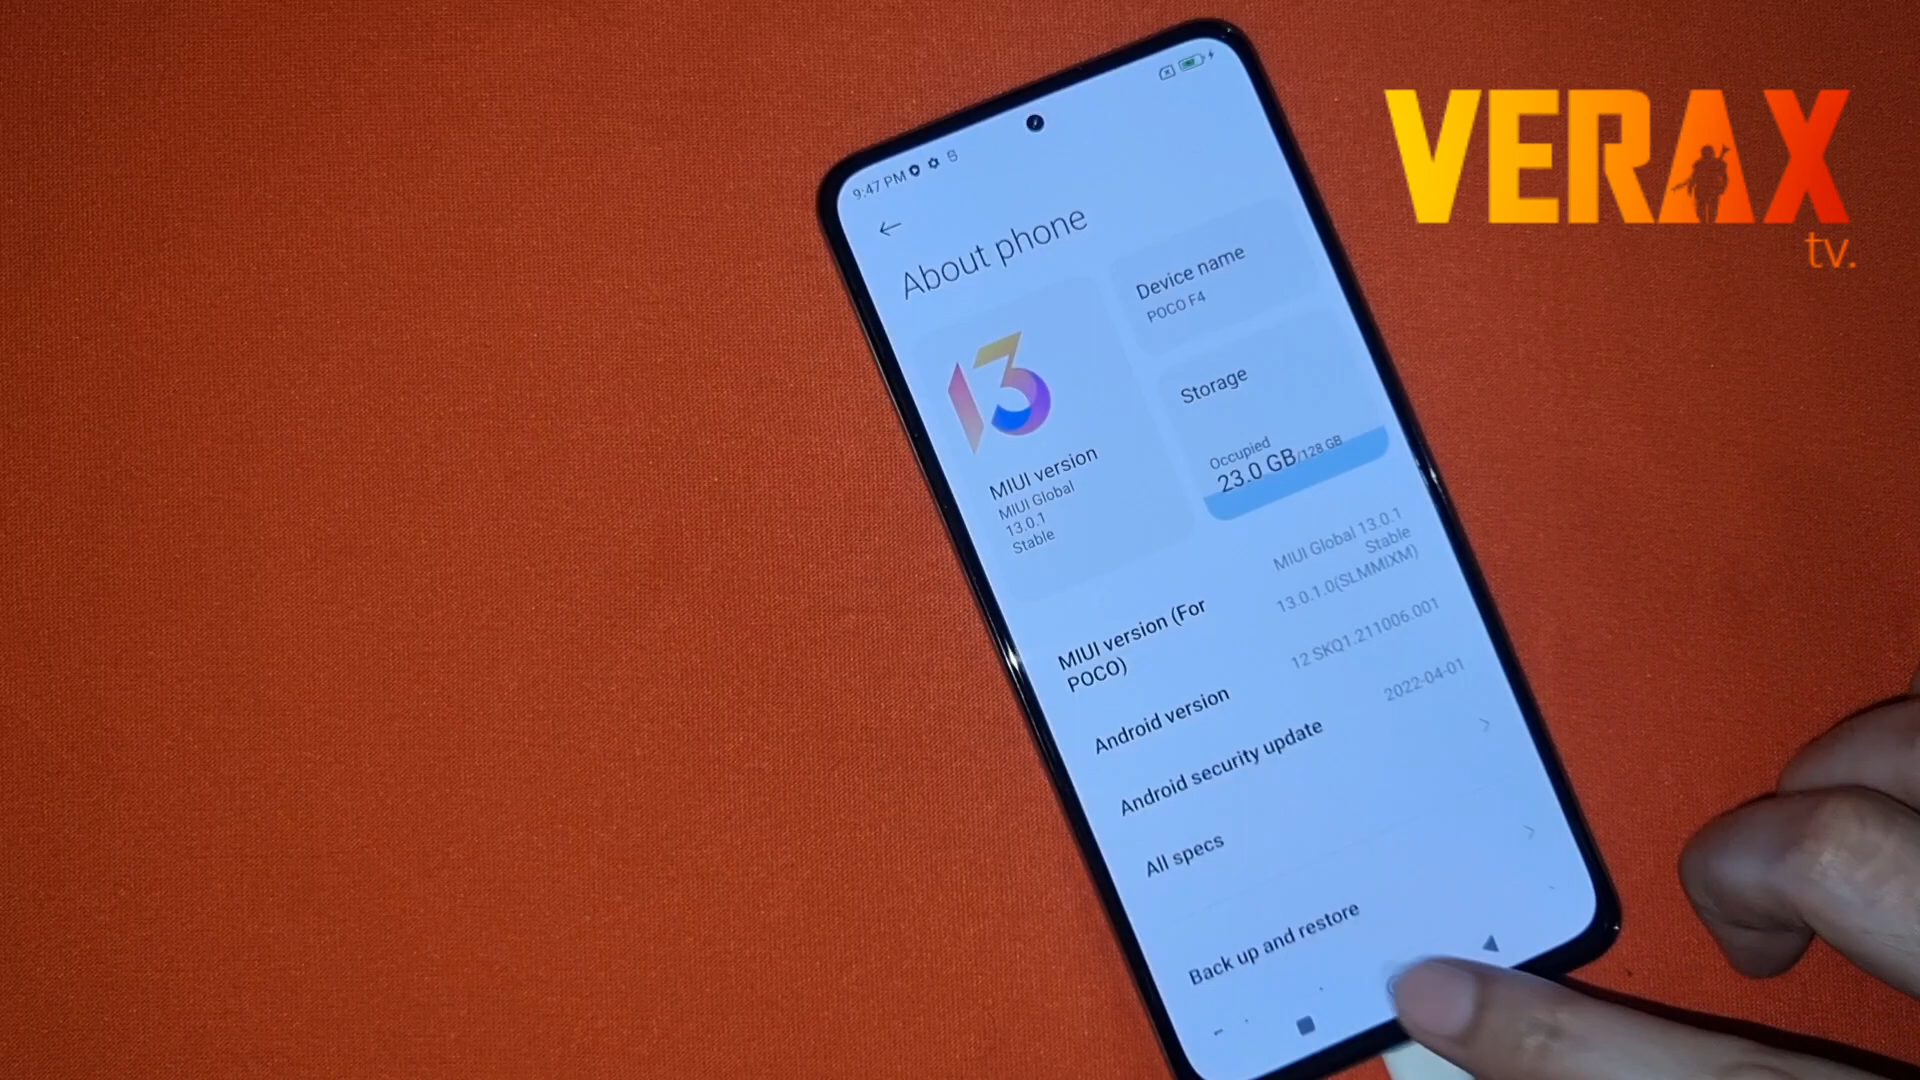 VERAX
tv.
9:47 PM
About phone
Device name
POCO F4
13
MIUI version
MIUI Global
13.0.1
Stable
Storage
Occupied
23.0 GB/128 GB
MIUI version (For
POCO)
MIUI Global 13.0.1
Stable
13.0.1.0(SLMMIXM)
Android version
12 SKQ1.211006.001
Android security update
2022-04-01
All specs
Back up and restore